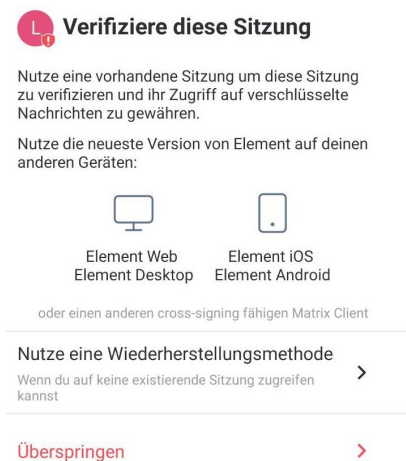 L
Verifiziere diese Sitzung
Nutze eine vorhandene Sitzung um diese Sitzung
zu verifizieren und ihr Zugriff auf verschlüsselte
Nachrichten zu gewähren.
Nutze die neueste Version von Element auf deinen
anderen Geräten:
Element Web
Element Desktop
Element iOS
Element Android
oder einen anderen cross-signing fähigen Matrix Client
Nutze eine Wiederherstellungsmethode
Wenn du auf keine existierende Sitzung zugreifen
kannst
Überspringen